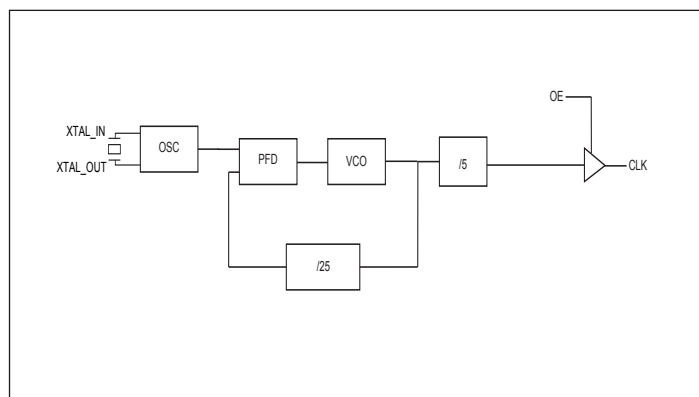 OE
XTAL_IN
OSC
PFD
VCO
/5
XTAL_OUT
CLK
/25